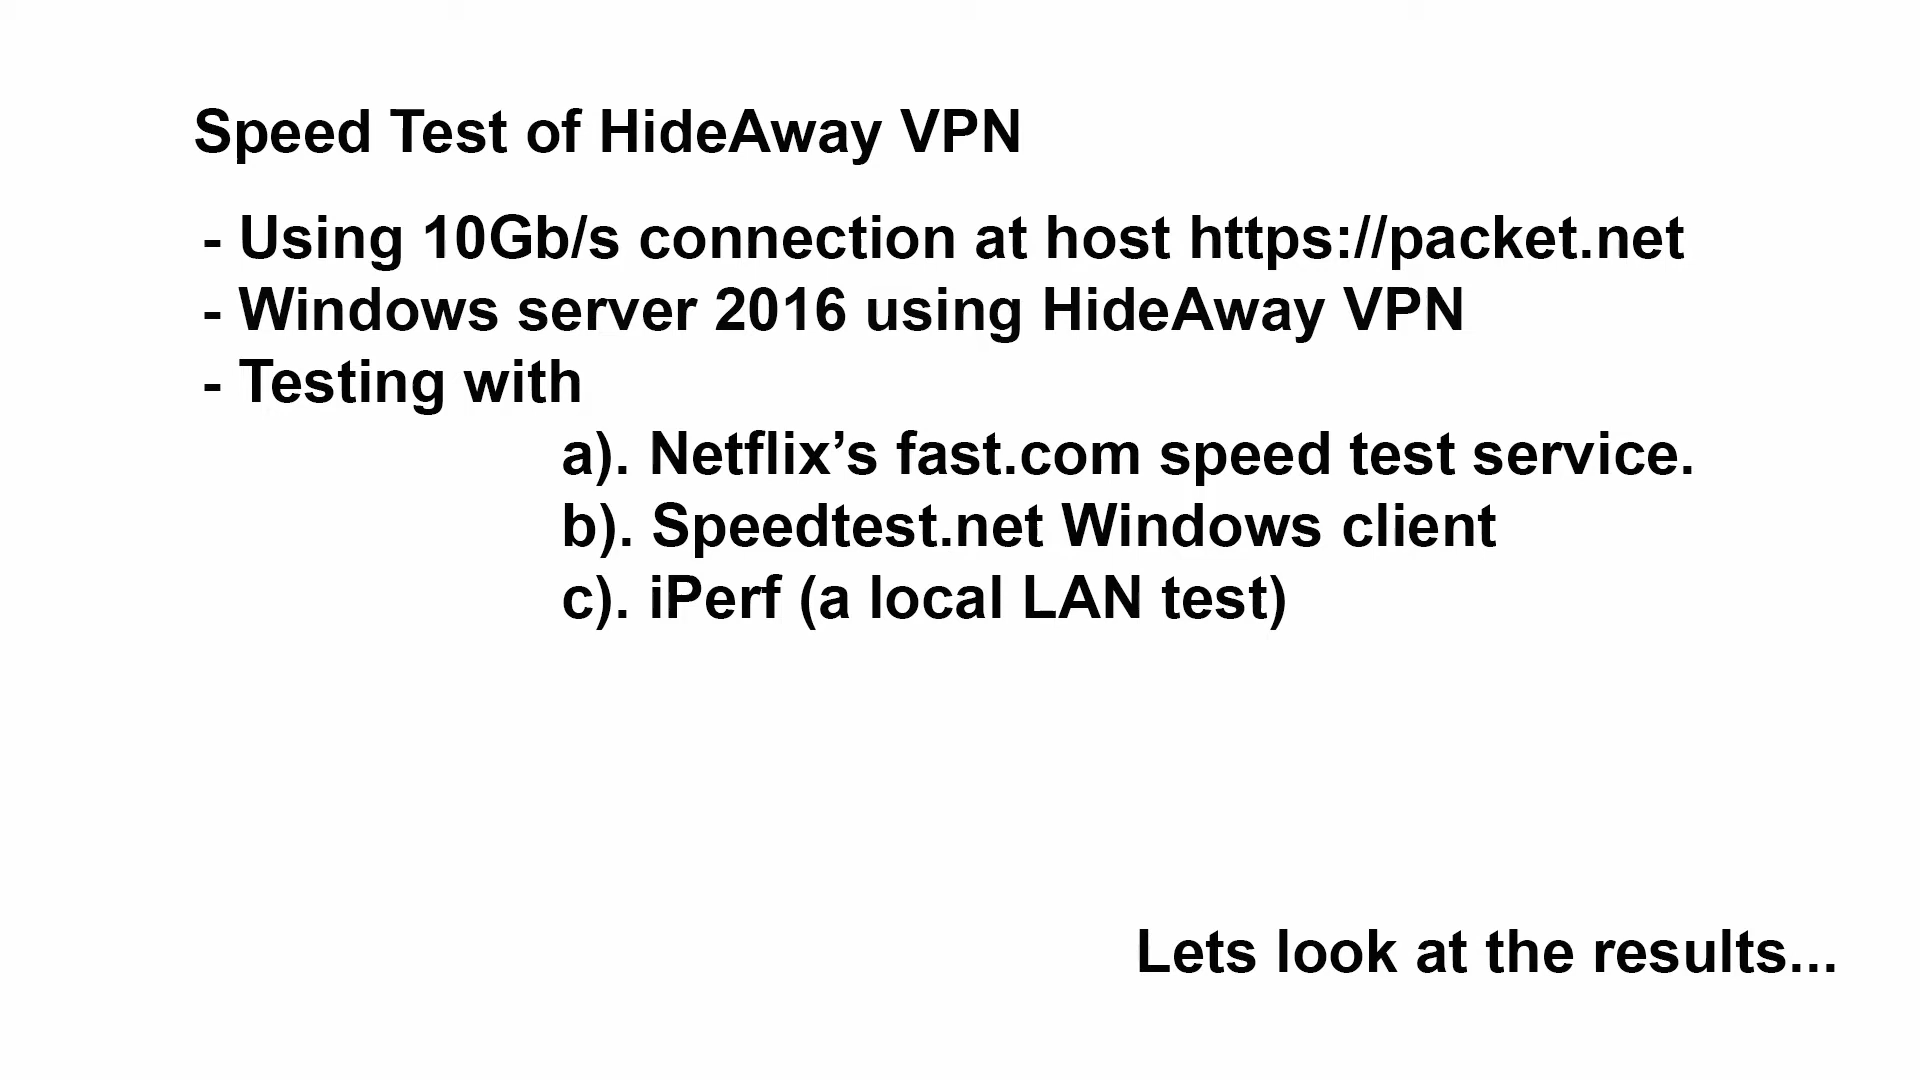 Speed Test of HideAway VPN
- Using 10Gb/s connection at host https://packet.net
- Windows server 2016 using HideAway VPN
- Testing with
a). Netflix’s fast.com speed test service.
b). Speedtest.net Windows client
c). iPerf (a local LAN test)
Lets look at the results...